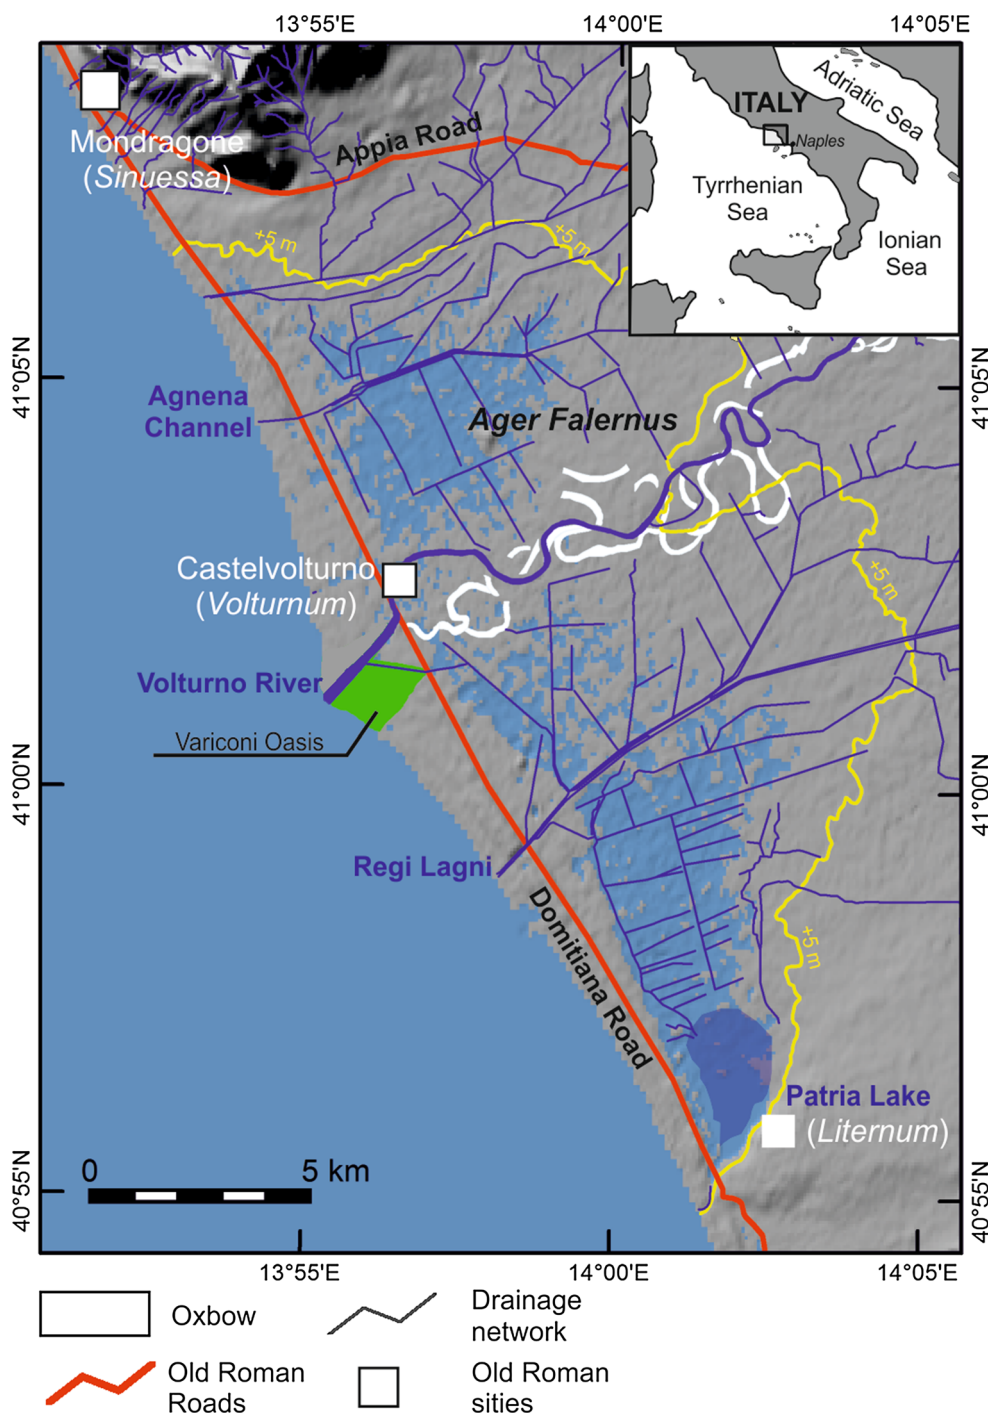 13°55'E
14°00'E
14°05'E
Adriatic Sea
ITALY
Naples
Tyrrhenian
Sea
Ionian
Sea
Mondragone
(Sinuessa)
Appia Road
+5 m
+5 m
41°05'N
41°05'N
Agnena
Channel
Ager Falernus
Castelvolturno
(Volturnum)
+5 m
Volturno River
Variconi Oasis
41°00'N
41°00'N
Regi Lagni
Domitiana Road
+5 m
Patria Lake
(Liternum)
0 5 km
40°55'N
40°55'N
13°55'E
14°00'E
14°05'E
Oxbow
Drainage
network
Old Roman
Roads
Old Roman
sites